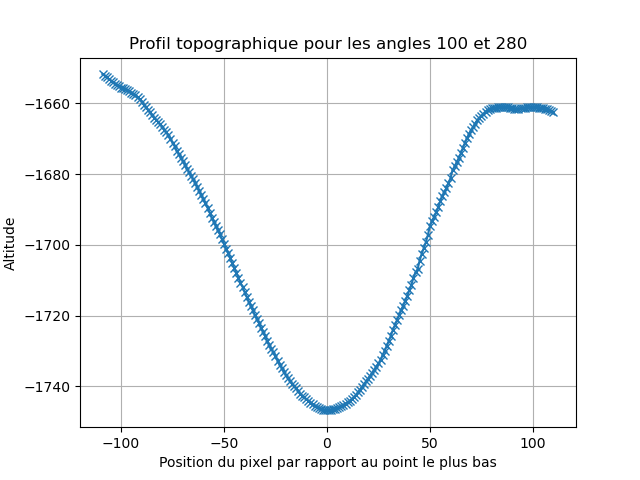 Profil topographique pour les angles 100 et 280
Altitude
−1660
−1680
−1700
−1720
−1740
−100 −50 0 50 100
Position du pixel par rapport au point le plus bas